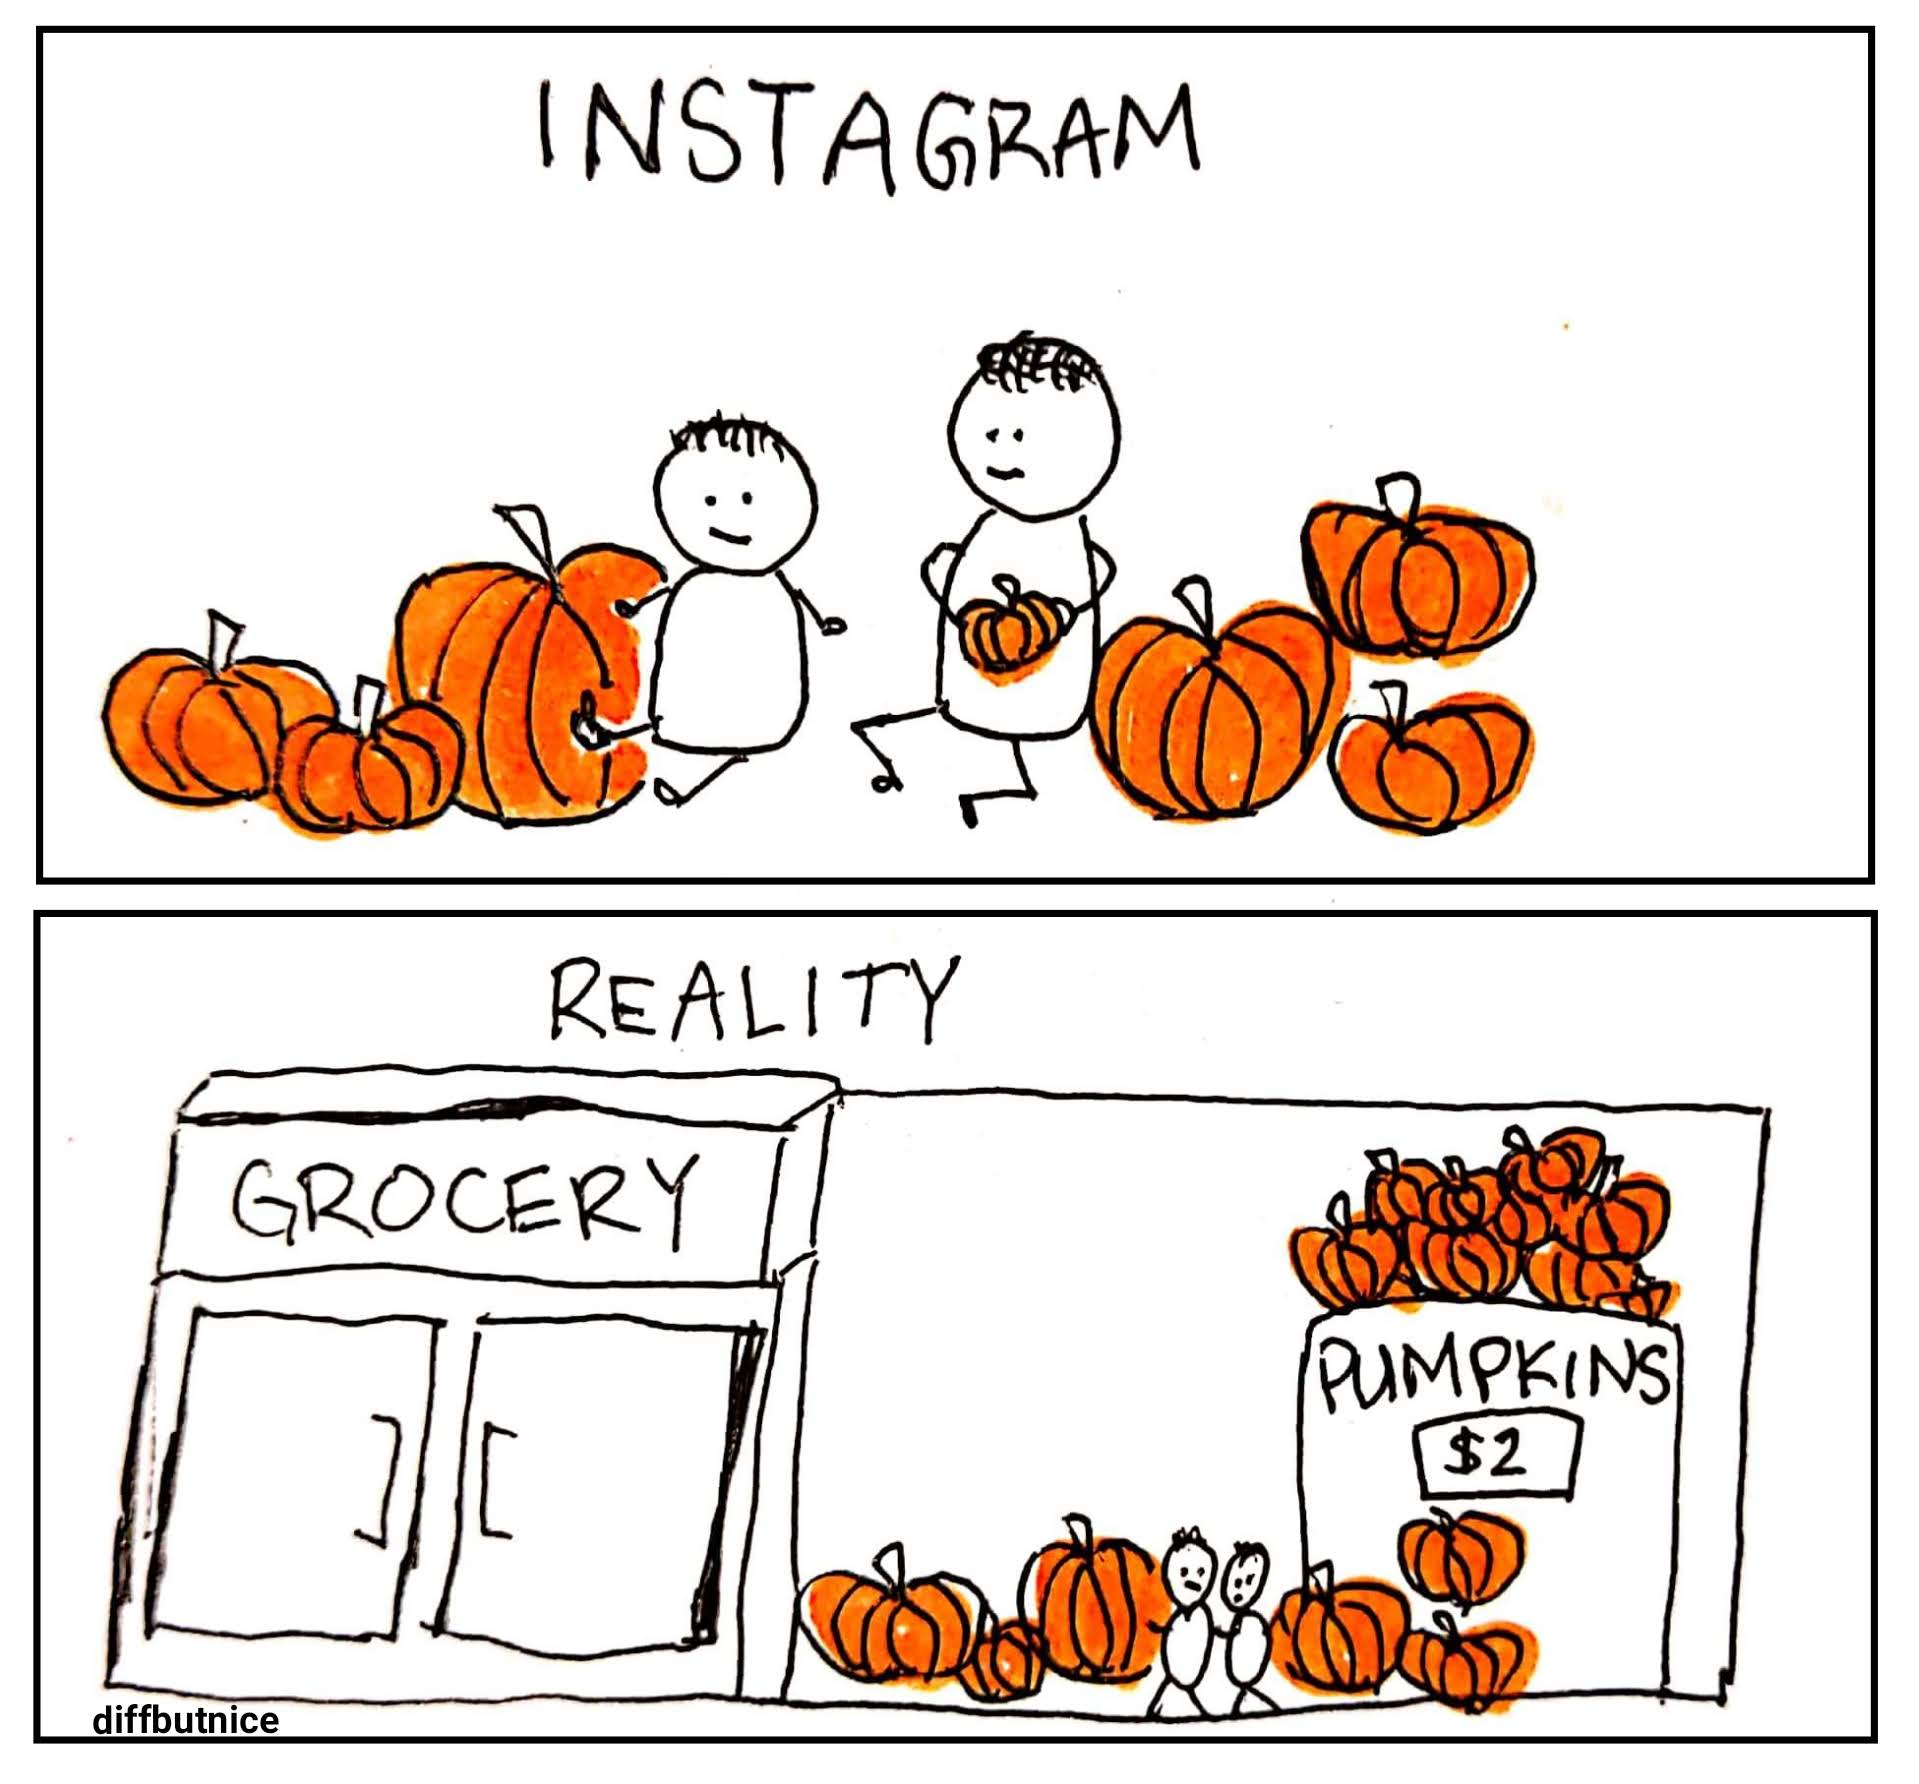 INSTAGRAM
REALITY
GROCERY
PUMPKINS
$2
diffbutnice